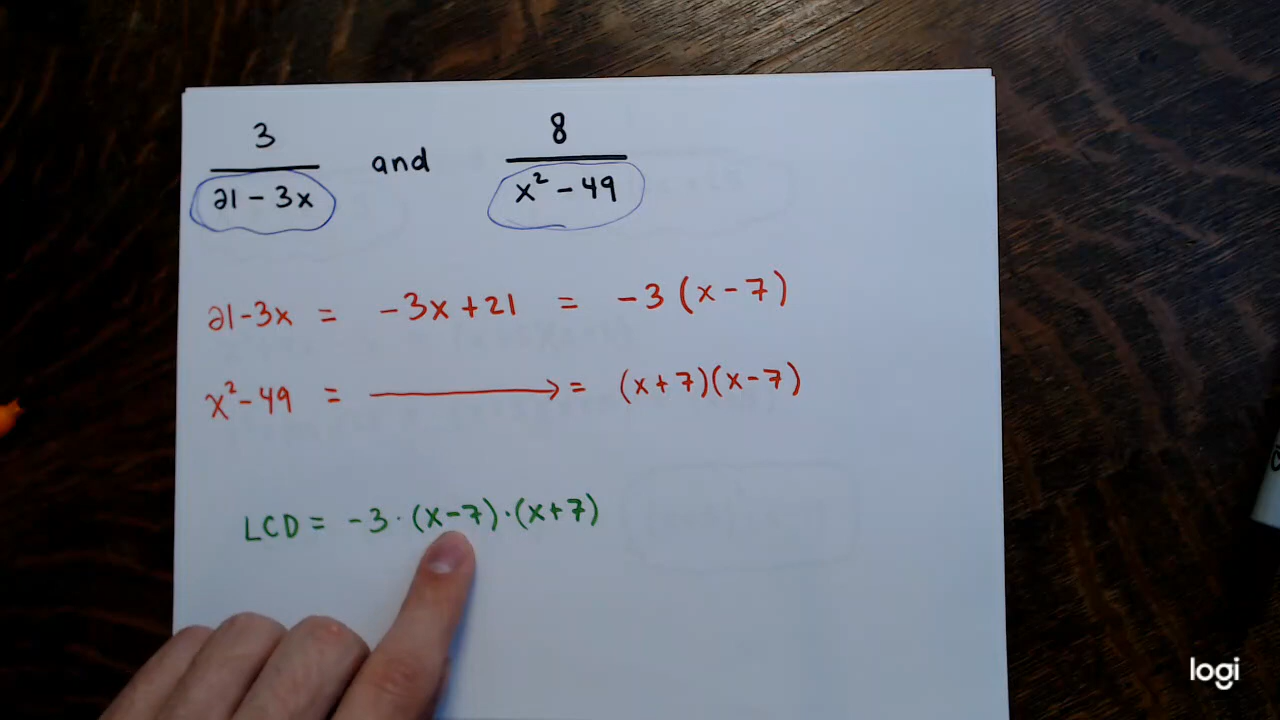 3/(21 - 3x) and 8/(x² - 49)
21-3x = -3x+21 = -3(x-7)
x²-49 = ⟶ = (x+7)(x-7)
LCD = -3·(x-7)·(x+7)
logi